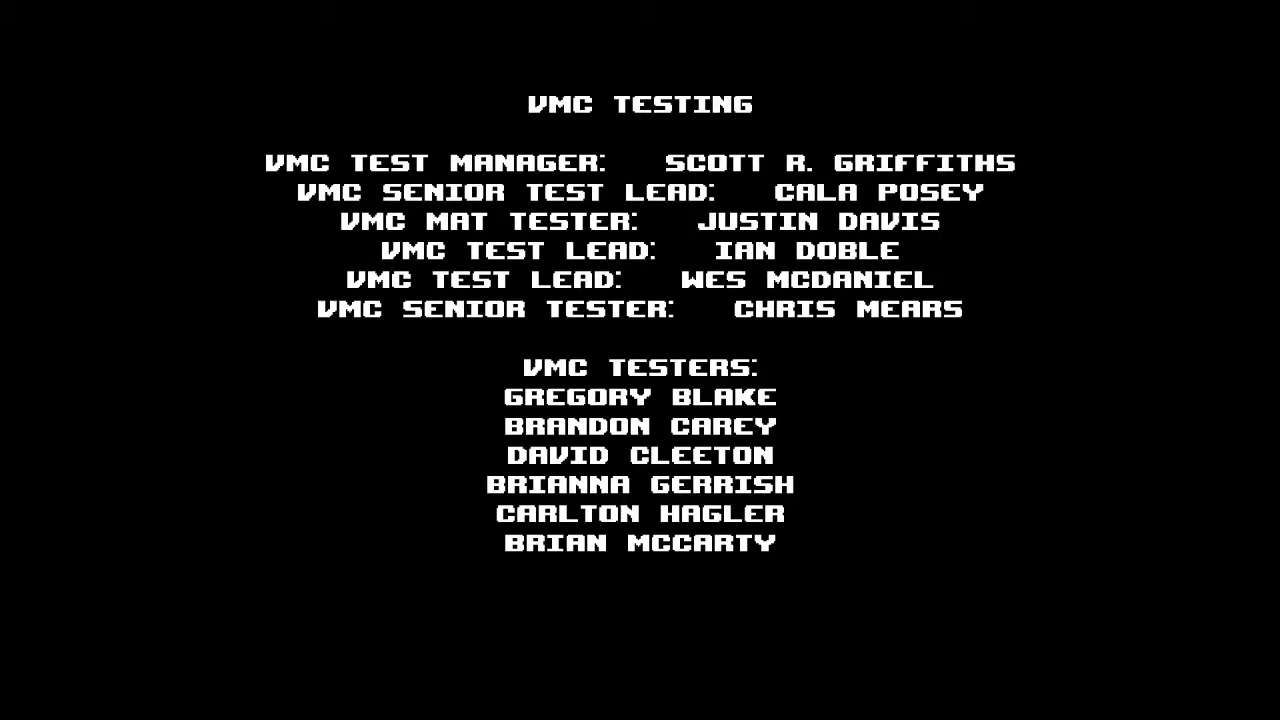 VMC TESTING
VMC TEST MANAGER: SCOTT R. GRIFFITHS
VMC SENIOR TEST LEAD: CALA POSEY
VMC MAT TESTER: JUSTIN DAVIS
VMC TEST LEAD: IAN DOBLE
VMC TEST LEAD: WES MCDANIEL
VMC SENIOR TESTER: CHRIS MEARS
VMC TESTERS:
GREGORY BLAKE
BRANDON CAREY
DAVID CLEETON
BRIANNA GERRISH
CARLTON HAGLER
BRIAN MCCARTY